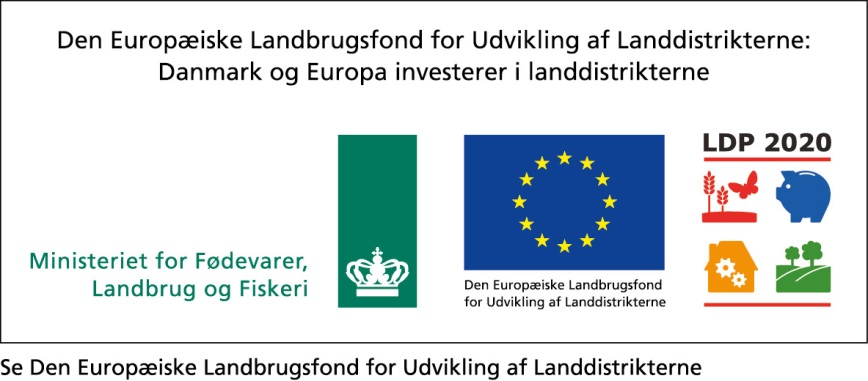 Den Europæiske Landbrugsfond for Udvikling af Landdistrikterne:
Danmark og Europa investerer i landdistrikterne
LDP 2020
Ministeriet for Fødevarer,
Landbrug og Fiskeri
Den Europæiske Landbrugsfond
for Udvikling af Landdistrikterne
Se Den Europæiske Landbrugsfond for Udvikling af Landdistrikterne